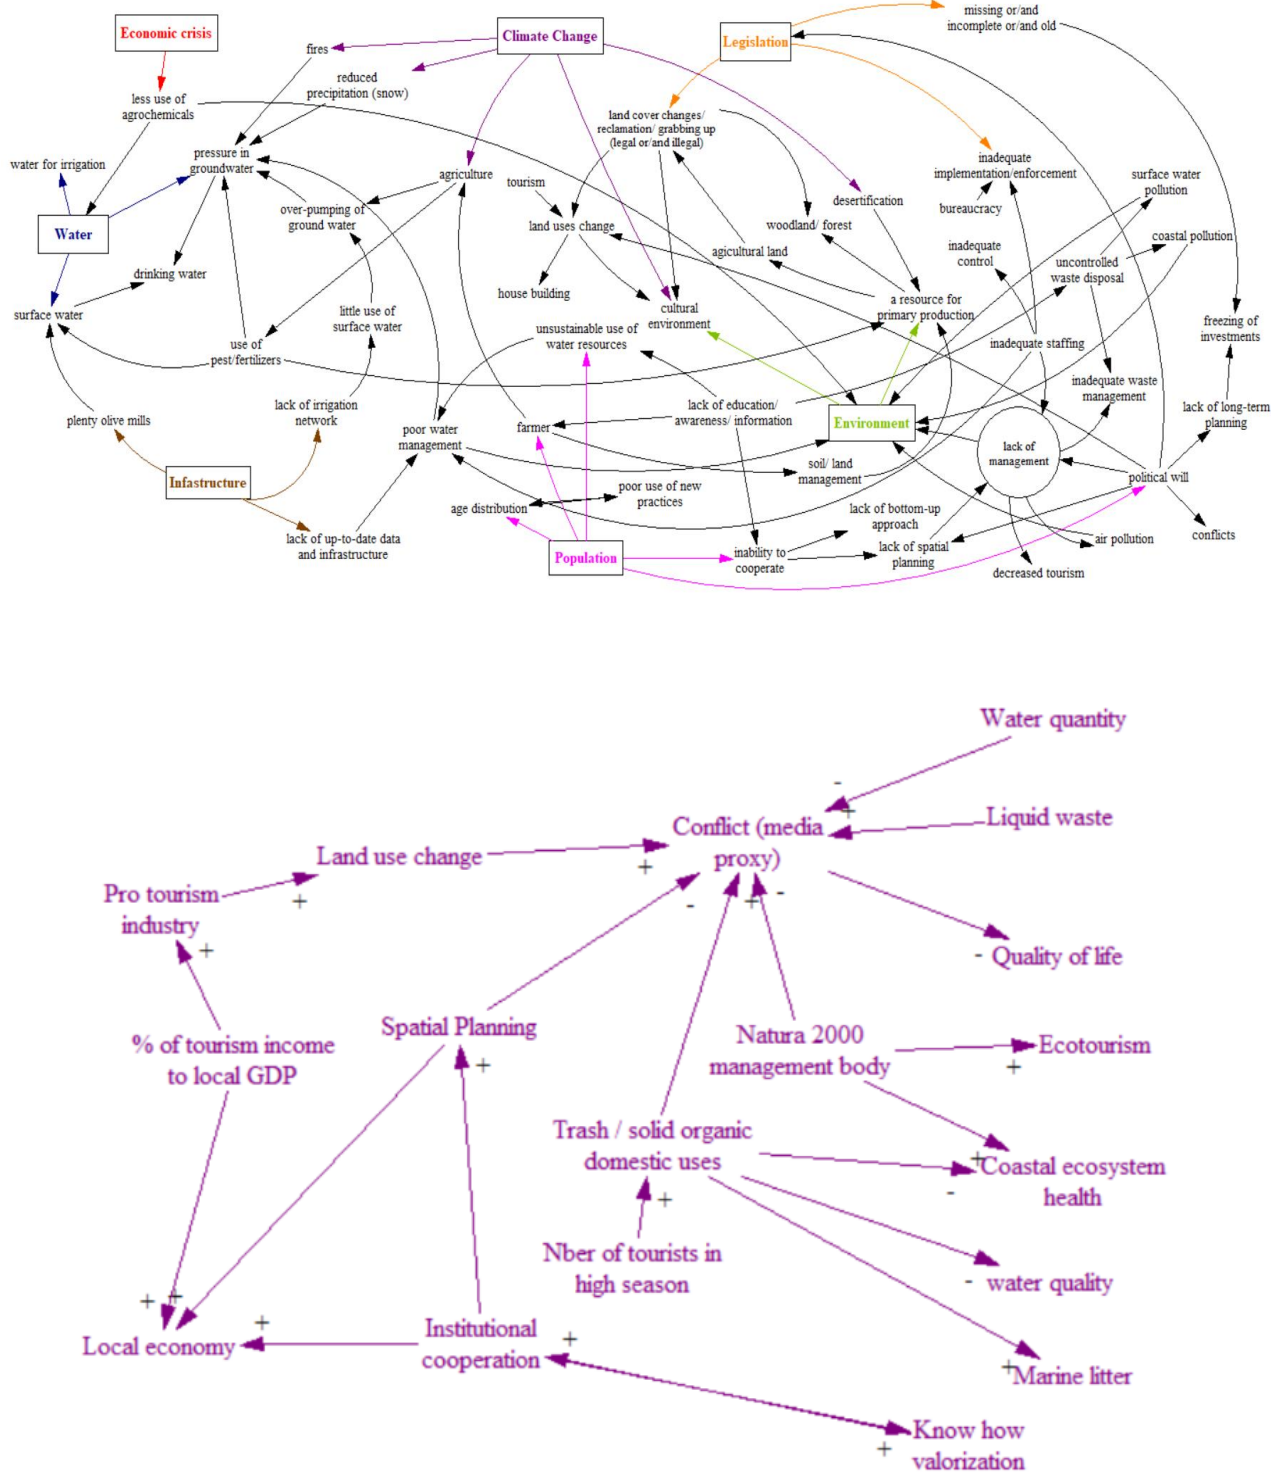 Economic crisis
Climate Change
Legislation
missing or/and
incomplete or/and old
fires
reduced
precipitation (snow)
less use of
agrochemicals
land cover changes/
reclamation/ grabbing up
(legal or/and illegal)
water for irrigation
pressure in
groundwater
agriculture
tourism
inadequate
implementation/enforcement
surface water
pollution
desertification
bureaucracy
over-pumping of
ground water
land uses change
woodland/ forest
Water
agicultural land
inadequate
control
coastal pollution
uncontrolled
waste disposal
drinking water
house building
cultural
environment
a resource for
primary production
surface water
little use of
surface water
unsustainable use of
water resources
freezing of
investments
use of
pest/fertilizers
inadequate staffing
inadequate waste
management
plenty olive mills
lack of irrigation
network
poor water
management
farmer
lack of education/
awareness/ information
Environment
lack of long-term
planning
lack of
management
Infastructure
soil/ land
management
political will
age distribution
poor use of new
practices
lack of bottom-up
approach
lack of up-to-date data
and infrastructure
Population
inability to
cooperate
lack of spatial
planning
air pollution
conflicts
decreased tourism
Water quantity
-
+
Conflict (media
proxy)
Liquid waste
Land use change
+
Pro tourism
industry
+
+
-
+
-
- Quality of life
Spatial Planning
+
% of tourism income
to local GDP
Natura 2000
management body
Ecotourism
+
Trash / solid organic
domestic uses
+
-
Coastal ecosystem
health
+
Nber of tourists in
high season
- water quality
+ +
Local economy
+
Institutional
cooperation
+
+
Marine litter
+
Know how
valorization